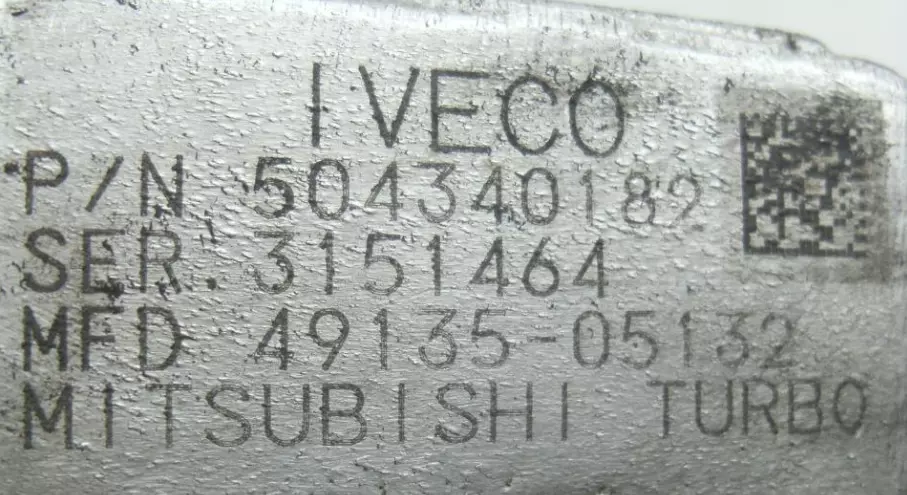 IVECO
P/N 504340182
SER. 3151464
MFD 49135-05132
MITSUBISHI TURBO